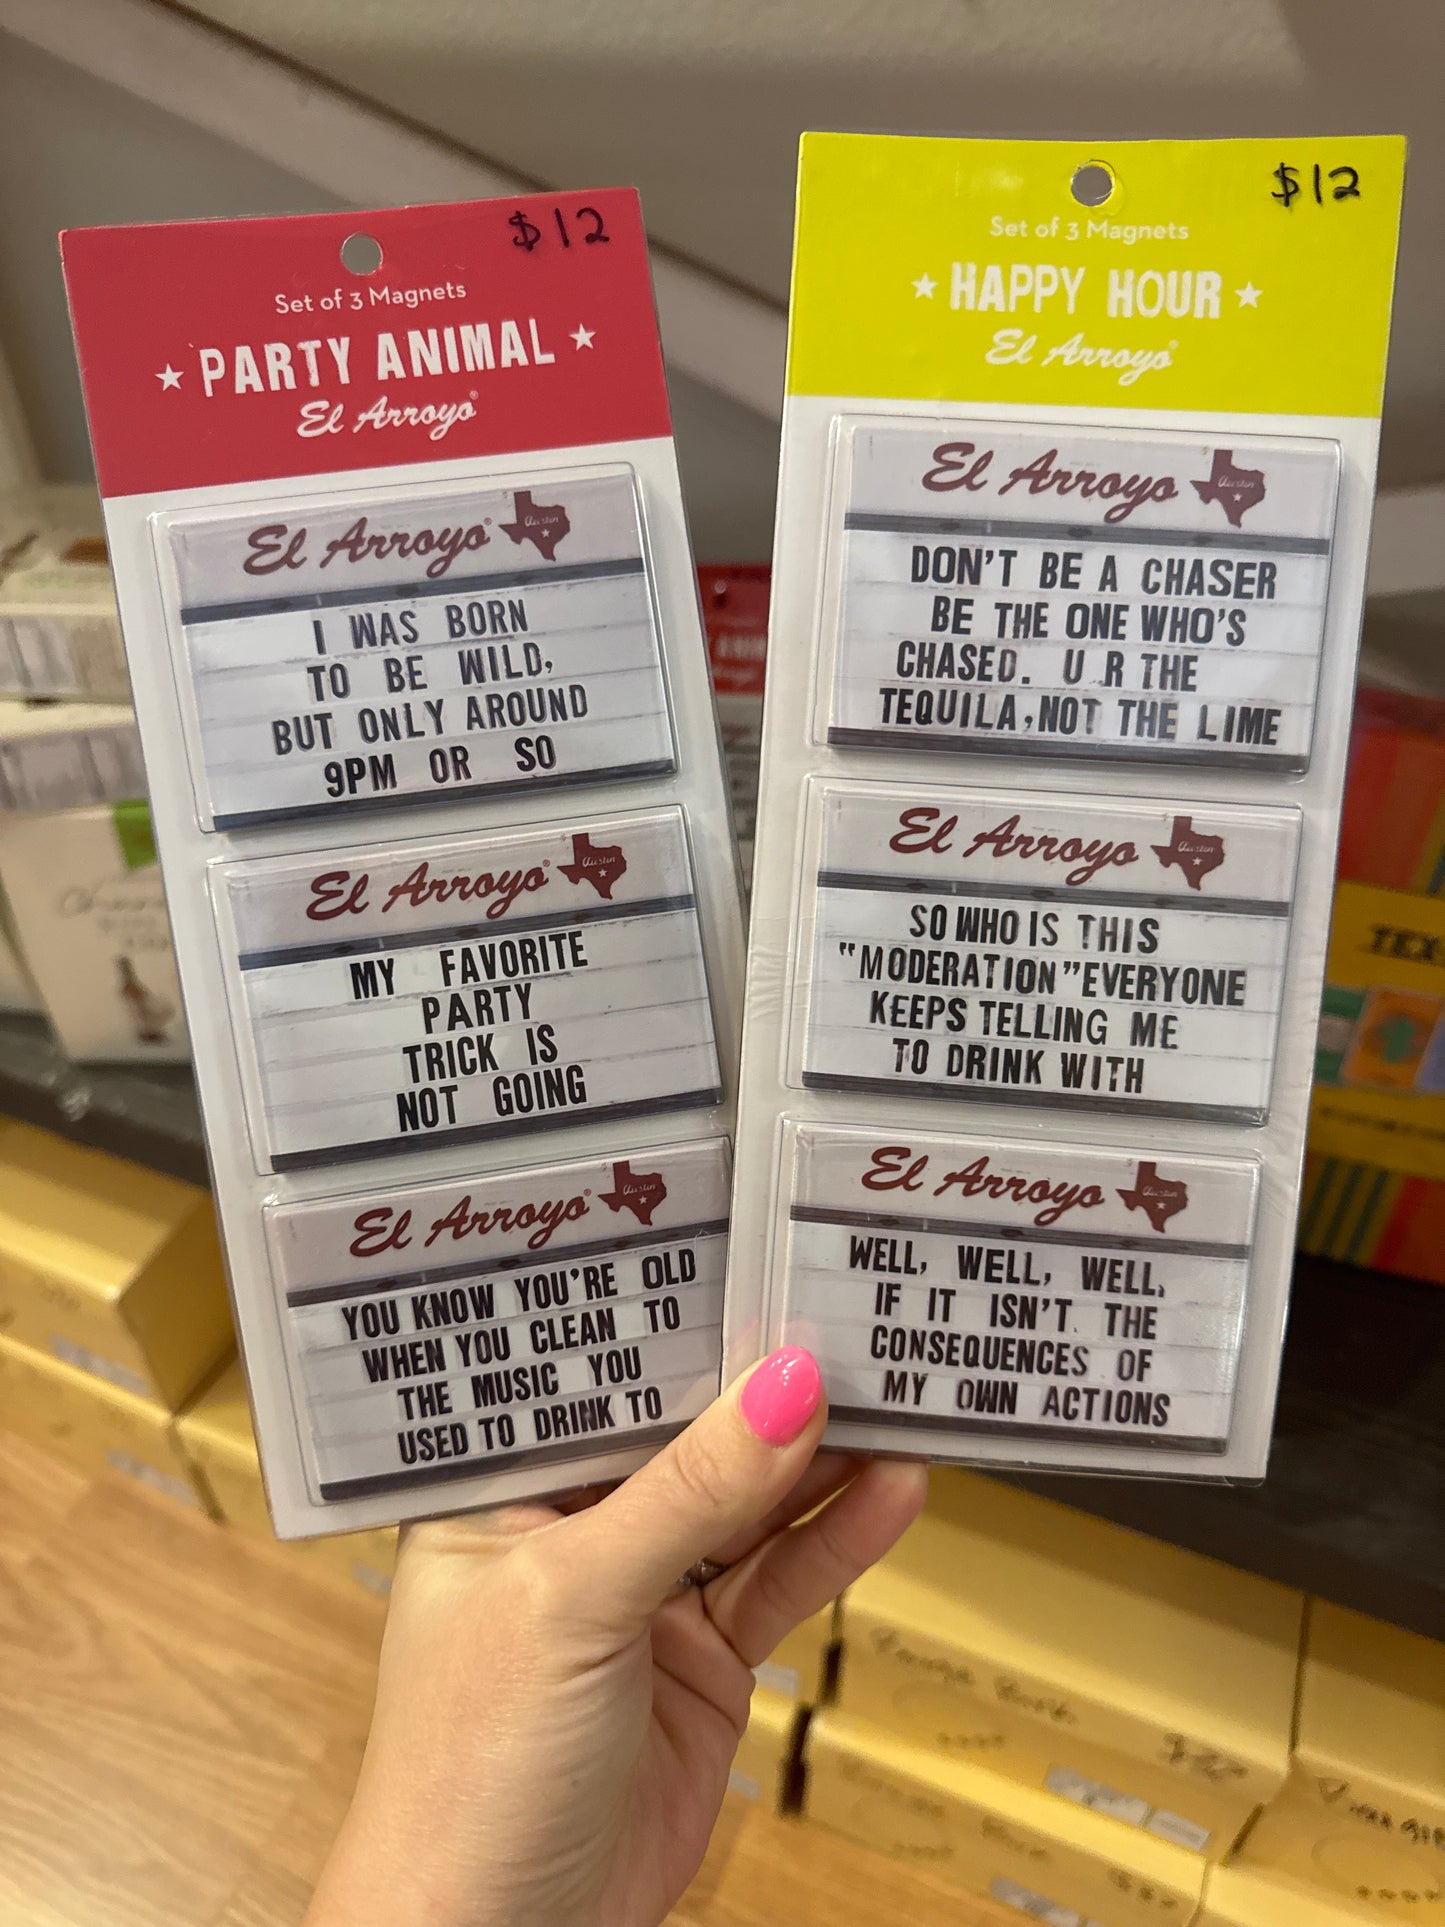 $12
Set of 3 Magnets
★ PARTY ANIMAL ★
El Arroyo®
El Arroyo®
Austin
I WAS BORN
TO BE WILD,
BUT ONLY AROUND
9PM OR SO
El Arroyo®
Austin
MY FAVORITE
PARTY
TRICK IS
NOT GOING
El Arroyo®
Austin
YOU KNOW YOU'RE OLD
WHEN YOU CLEAN TO
THE MUSIC YOU
USED TO DRINK TO
$12
Set of 3 Magnets
★ HAPPY HOUR ★
El Arroyo®
El Arroyo
Austin
DON'T BE A CHASER
BE THE ONE WHO'S
CHASED. U R THE
TEQUILA, NOT THE LIME
El Arroyo
Austin
SO WHO IS THIS
"MODERATION" EVERYONE
KEEPS TELLING ME
TO DRINK WITH
El Arroyo
Austin
WELL, WELL, WELL,
IF IT ISN'T THE
CONSEQUENCES OF
MY OWN ACTIONS
TEX